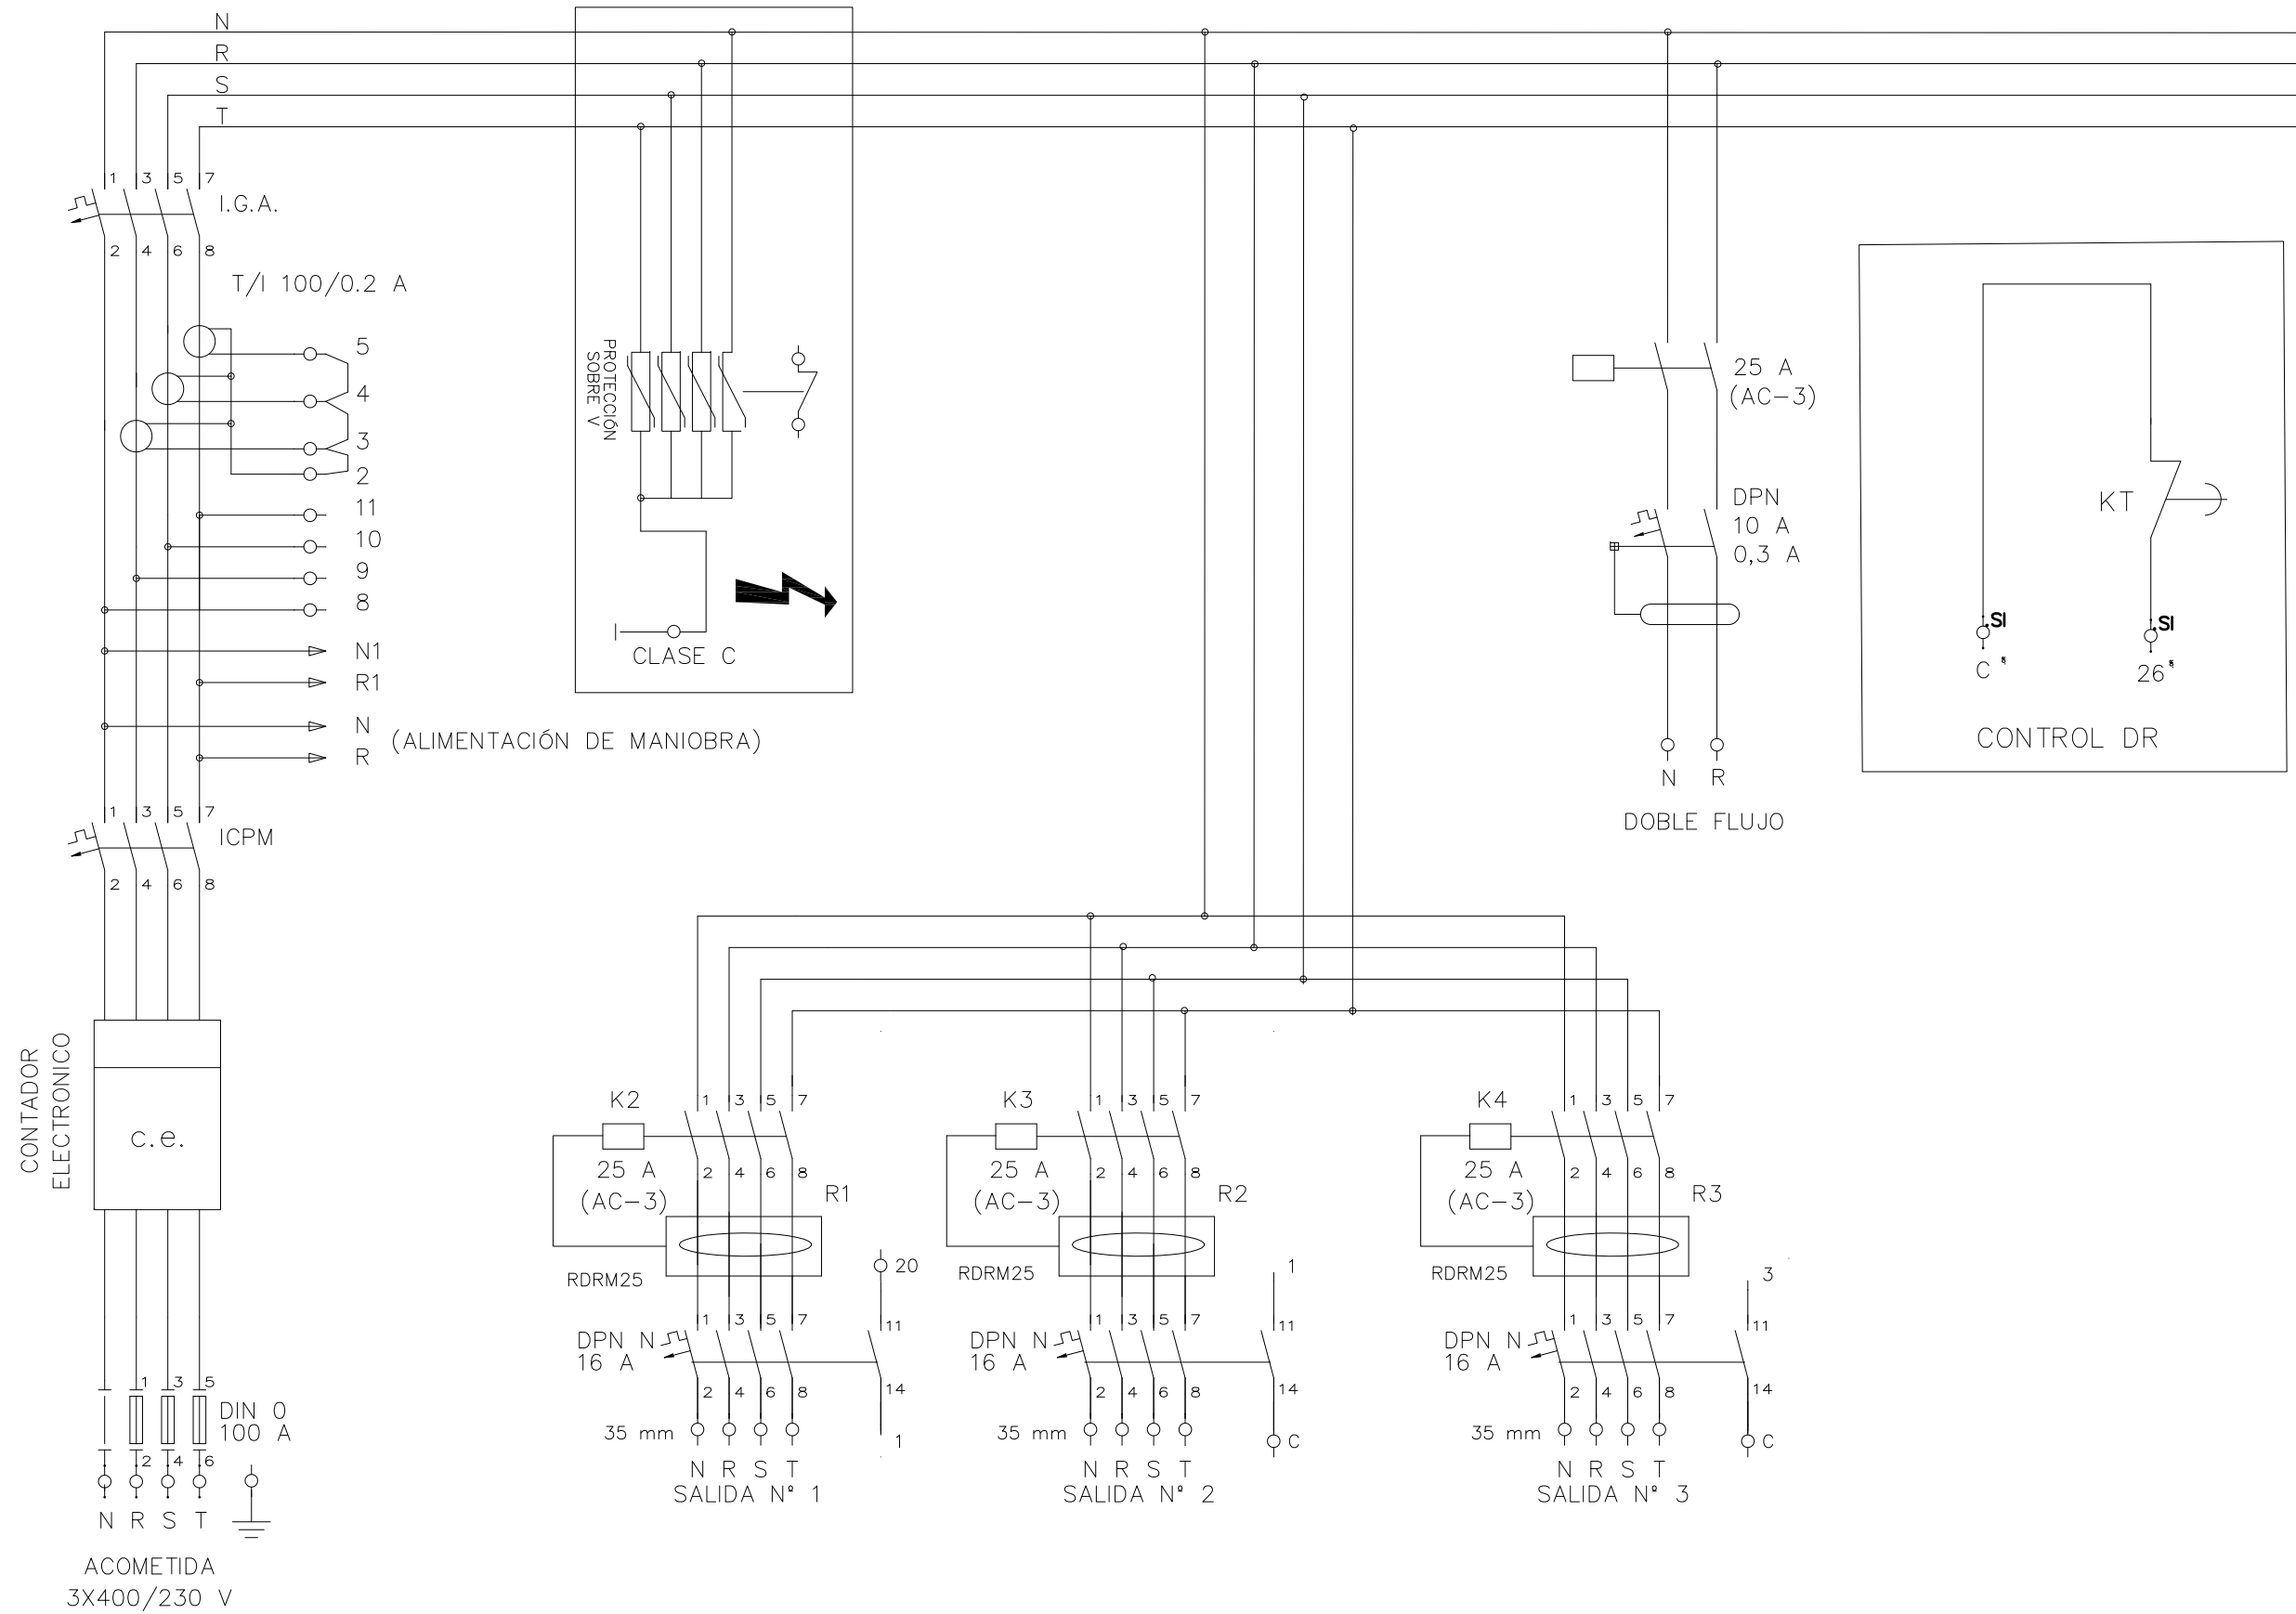 N
R
S
T
1 3 5 7
I.G.A.
2 4 6 8
T/I 100/0.2 A
5
4
3
2
11
10
9
8
N1
R1
N
(ALIMENTACIÓN DE MANIOBRA)
R
1 3 5 7
ICPM
2 4 6 8
CONTADOR
ELECTRONICO
c.e.
1 3 5
DIN 0
100 A
2 4 6
N R S T
ACOMETIDA
3X400/230 V
PROTECCIÓN
SOBRE V
CLASE C
25 A
(AC-3)
DPN
10 A
0,3 A
N R
DOBLE FLUJO
KT
.SI
.SI
C
26
CONTROL DR
K2
1 3 5 7
25 A
(AC-3)
2 4 6 8
R1
RDRM25
20
DPN N
16 A
1 3 5 7
11
2 4 6 8
14
35 mm
1
N R S T
SALIDA Nº 1
K3
1 3 5 7
25 A
(AC-3)
2 4 6 8
R2
RDRM25
1
DPN N
16 A
1 3 5 7
11
2 4 6 8
14
35 mm
C
N R S T
SALIDA Nº 2
K4
1 3 5 7
25 A
(AC-3)
2 4 6 8
R3
RDRM25
3
DPN N
16 A
1 3 5 7
11
2 4 6 8
14
35 mm
C
N R S T
SALIDA Nº 3